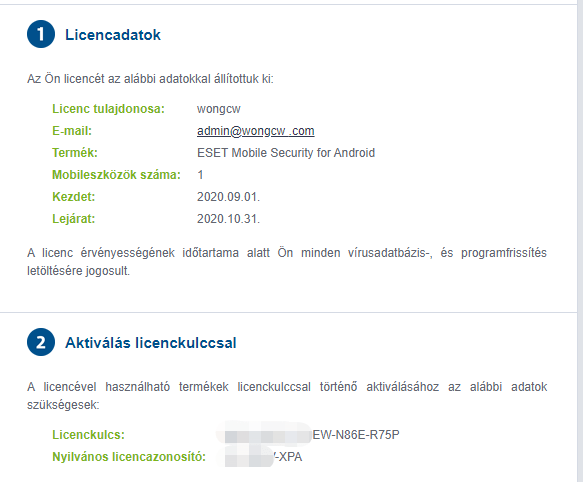 1 Licencadatok
Az Ön licencét az alábbi adatokkal állítottuk ki:
Licenc tulajdonosa: wongcw
E-mail: admin@wongcw .com
Termék: ESET Mobile Security for Android
Mobileszközök száma: 1
Kezdet: 2020.09.01.
Lejárat: 2020.10.31.
A licenc érvényességének időtartama alatt Ön minden vírusadatbázis-, és programfrissítés
letöltésére jogosult.
2 Aktiválás licenckulccsal
A licencével használható termékek licenckulccsal történő aktiválásához az alábbi adatok
szükségesek:
Licenckulcs: EW-N86E-R75P
Nyilvános licencazonosító: -XPA